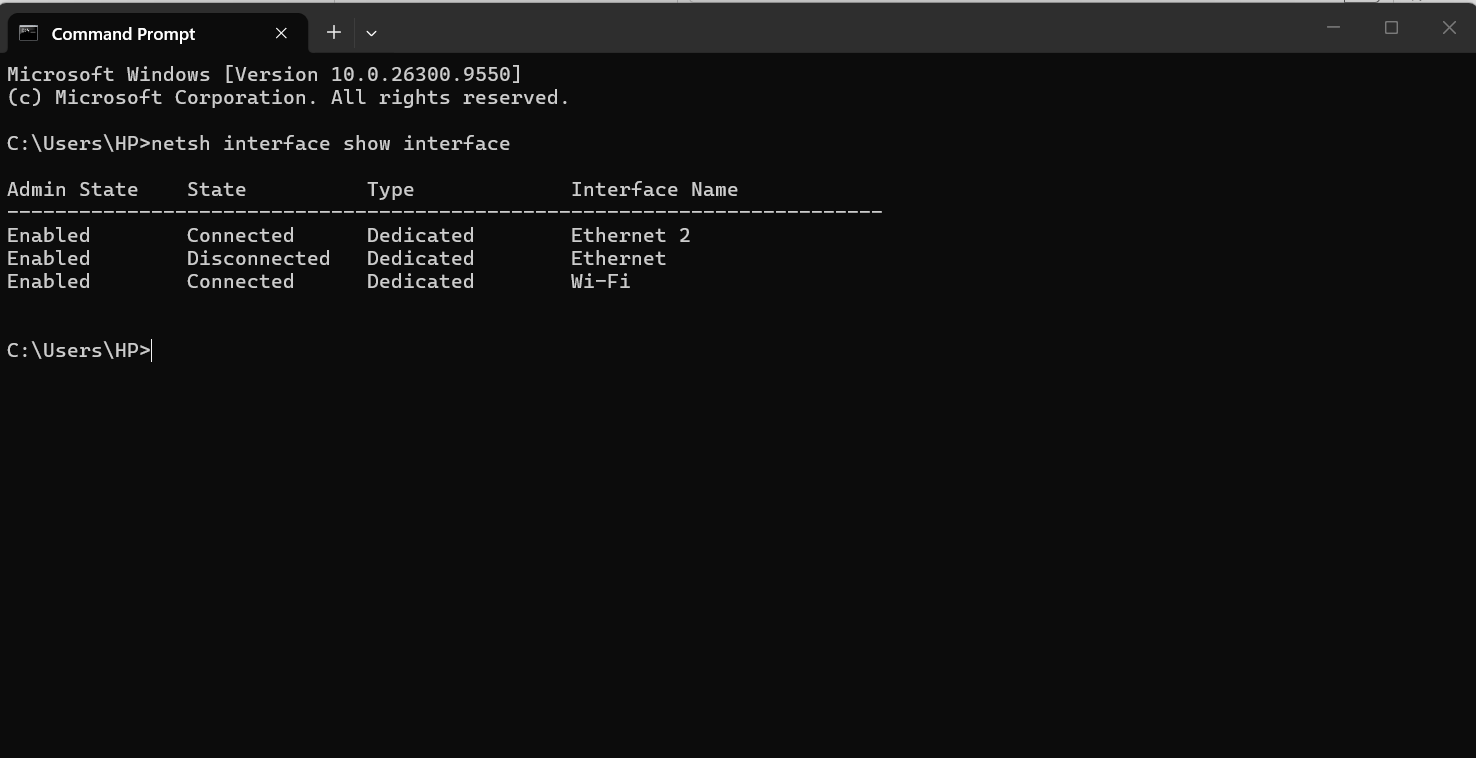 Command Prompt
Microsoft Windows [Version 10.0.26300.9550]
(c) Microsoft Corporation. All rights reserved.
C:\Users\HP>netsh interface show interface
Admin State    State          Type             Interface Name
-------------------------------------------------------------------------
Enabled        Connected      Dedicated        Ethernet 2
Enabled        Disconnected   Dedicated        Ethernet
Enabled        Connected      Dedicated        Wi-Fi
C:\Users\HP>